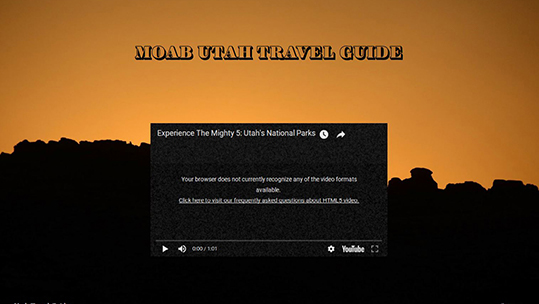 MOAB UTAH TRAVEL GUIDE
Experience The Mighty 5: Utah's National Parks
Your browser does not currently recognize any of the video formats
available.
Click here to visit our frequently asked questions about HTML5 video.
0:00 / 1:01
YouTube